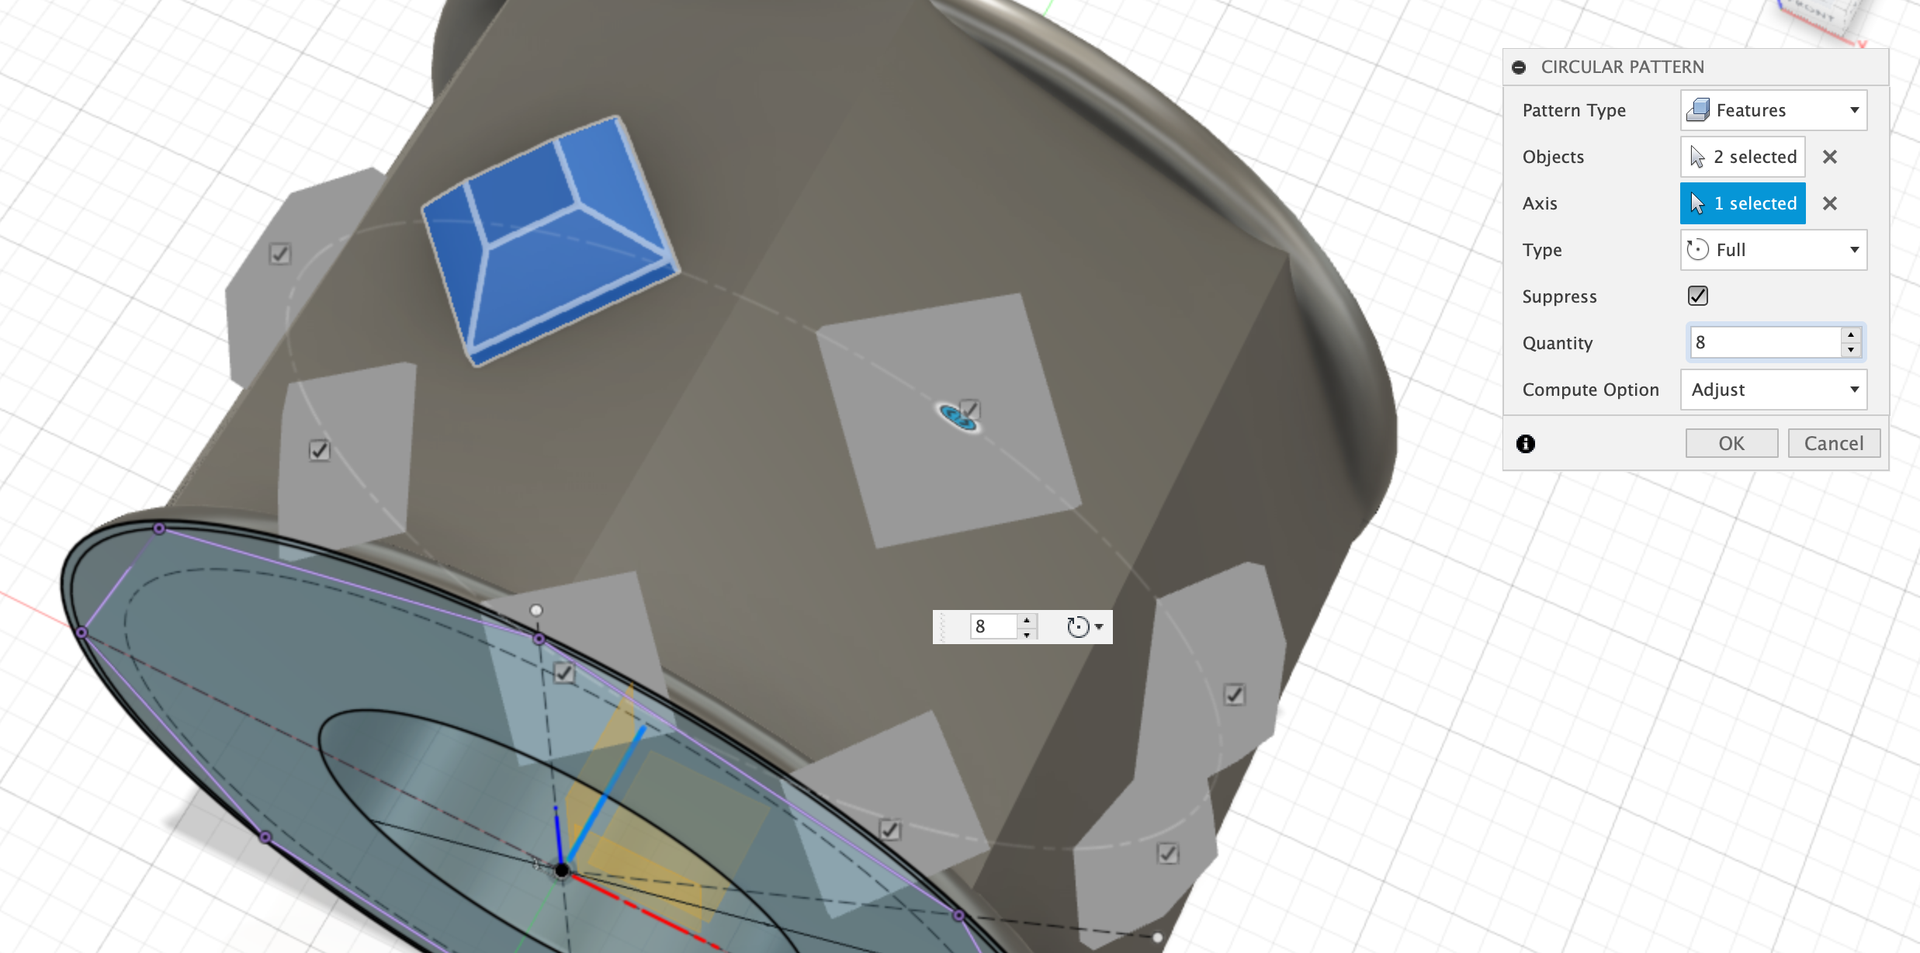 FRONT
X
CIRCULAR PATTERN
Pattern Type Features
Objects 2 selected
Axis 1 selected
Type Full
Suppress
Quantity 8
Compute Option Adjust
OK Cancel
8